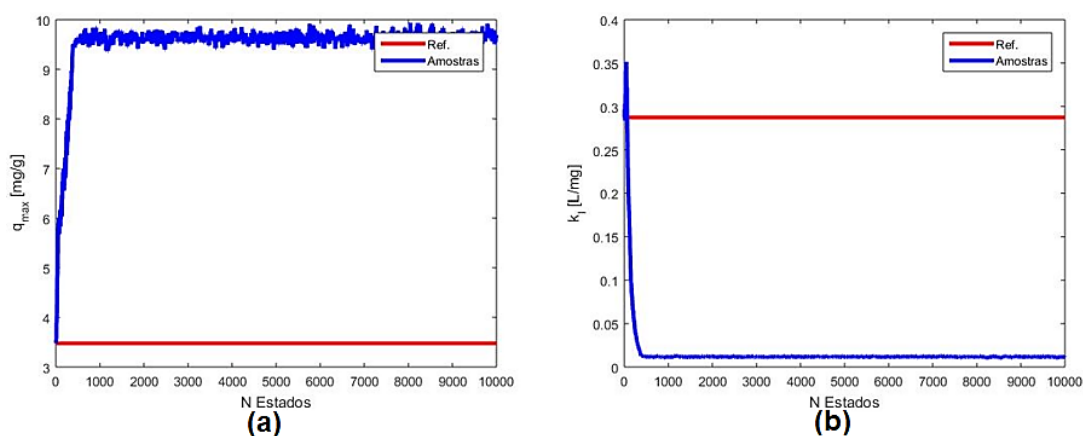 10
9
8
7
6
5
4
3
q_max [mg/g]
Ref.
Amostras
0 1000 2000 3000 4000 5000 6000 7000 8000 9000 10000
N Estados
(a)
0.4
0.35
0.3
0.25
0.2
0.15
0.1
0.05
0
k_l [L/mg]
Ref.
Amostras
0 1000 2000 3000 4000 5000 6000 7000 8000 9000 10000
N Estados
(b)